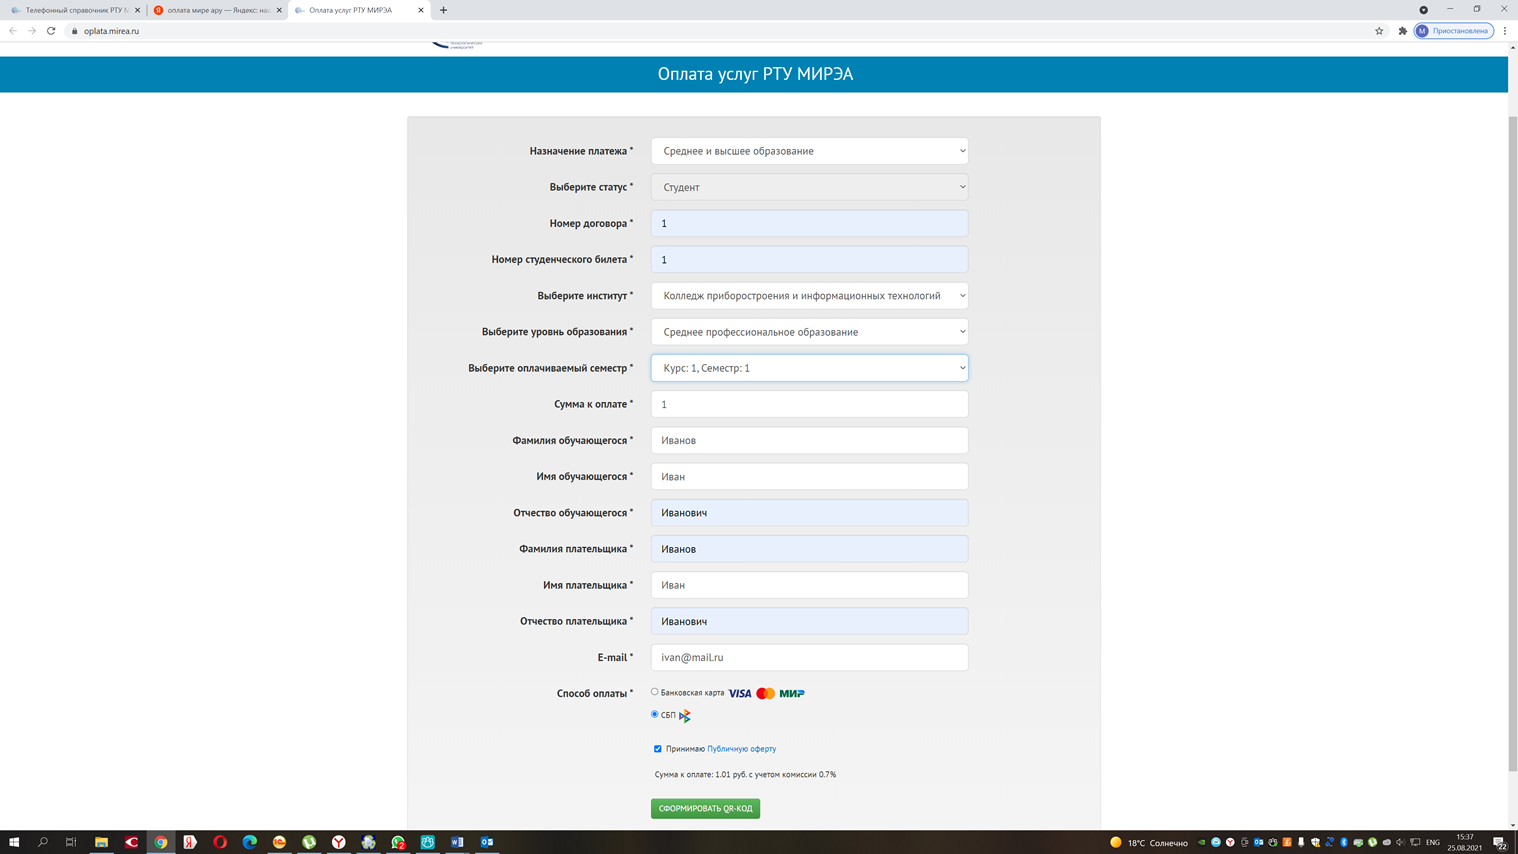 Телефонный справочник РТУ М
оплата мирэ ару — Яндекс: на
Оплата услуг РТУ МИРЭА
oplata.mirea.ru
М Приостановлена
технологический
университет
Оплата услуг РТУ МИРЭА
Назначение платежа * Среднее и высшее образование
Выберите статус * Студент
Номер договора * 1
Номер студенческого билета * 1
Выберите институт * Колледж приборостроения и информационных технологий
Выберите уровень образования * Среднее профессиональное образование
Выберите оплачиваемый семестр * Курс: 1, Семестр: 1
Сумма к оплате * 1
Фамилия обучающегося * Иванов
Имя обучающегося * Иван
Отчество обучающегося * Иванович
Фамилия плательщика * Иванов
Имя плательщика * Иван
Отчество плательщика * Иванович
E-mail * ivan@mail.ru
Способ оплаты * Банковская карта VISA МИР
СБП
Принимаю Публичную оферту
Сумма к оплате: 1.01 руб. с учетом комиссии 0.7%
СФОРМИРОВАТЬ QR-КОД
18°C Солнечно
ENG
15:37
25.08.2021
22